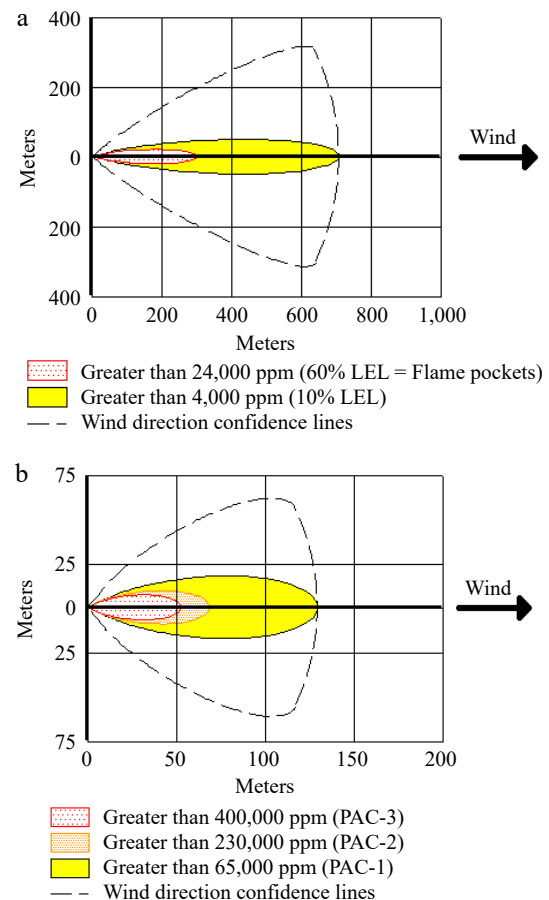 a
400
200
0
200
400
Meters
0 200 400 600 800 1,000
Meters
Wind
Greater than 24,000 ppm (60% LEL = Flame pockets)
Greater than 4,000 ppm (10% LEL)
Wind direction confidence lines
b
75
25
0
25
75
Meters
0 50 100 150 200
Meters
Wind
Greater than 400,000 ppm (PAC-3)
Greater than 230,000 ppm (PAC-2)
Greater than 65,000 ppm (PAC-1)
Wind direction confidence lines